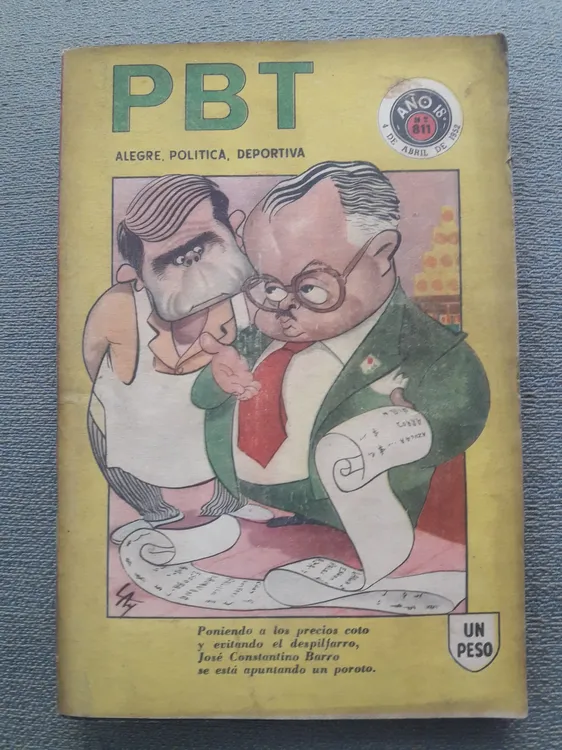 PBT
AÑO 18
Nº 811
4 DE ABRIL DE 1952
ALEGRE, POLITICA, DEPORTIVA
Poniendo a los precios coto
y evitando el despilfarro,
José Constantino Barro
se está apuntando un poroto.
UN
PESO